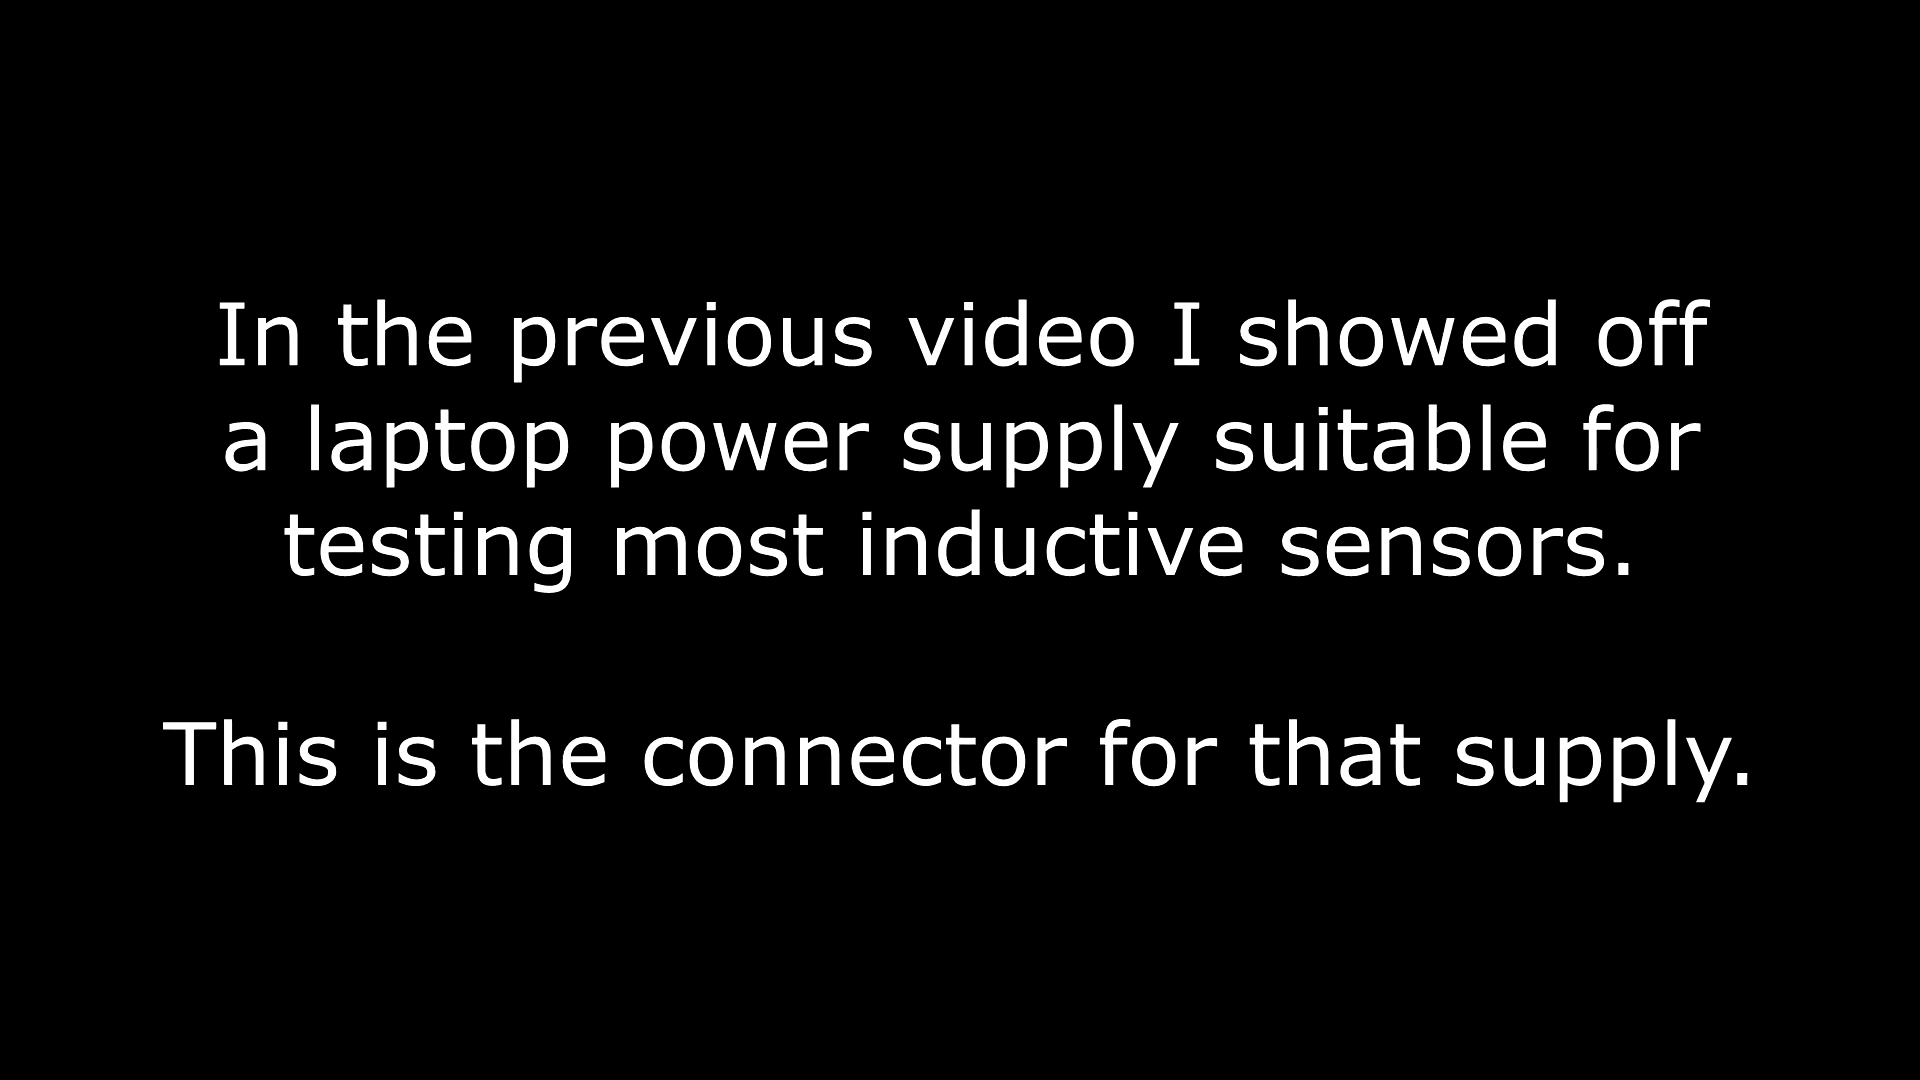 In the previous video I showed off
a laptop power supply suitable for
testing most inductive sensors.
This is the connector for that supply.